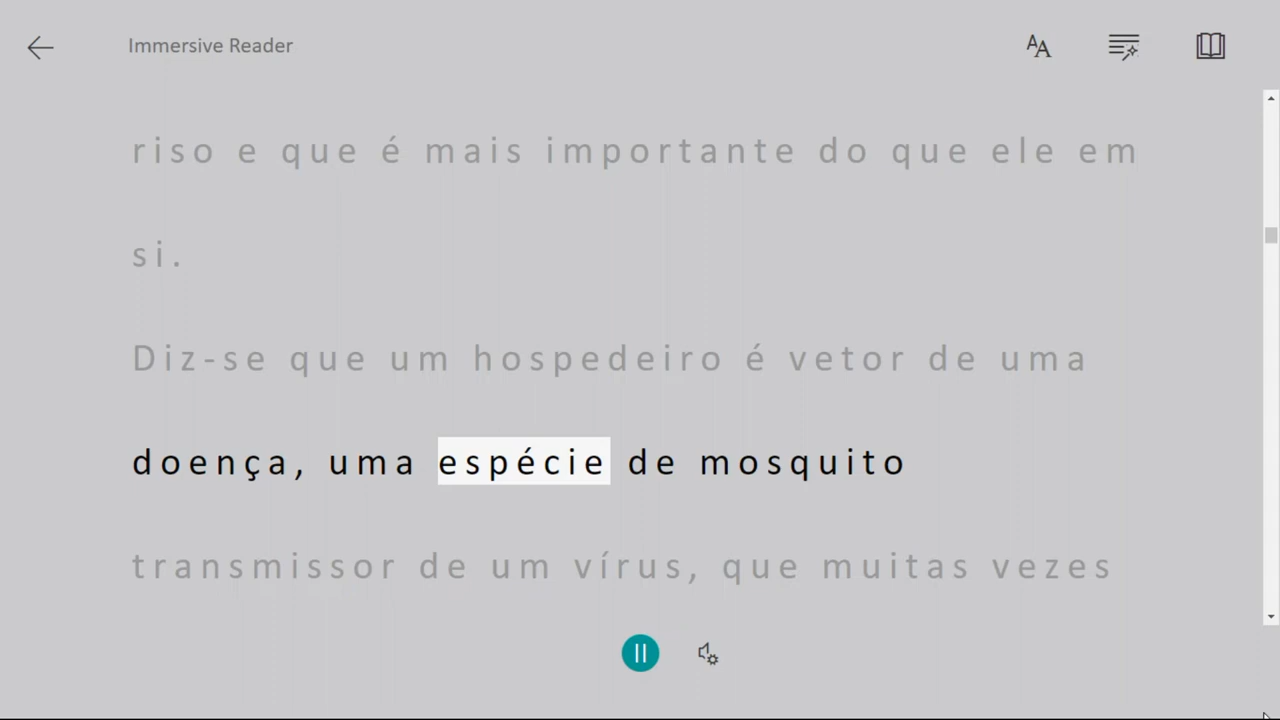 Immersive Reader
riso e que é mais importante do que ele em
si.
Diz-se que um hospedeiro é vetor de uma
doença, uma espécie de mosquito
transmissor de um vírus, que muitas vezes